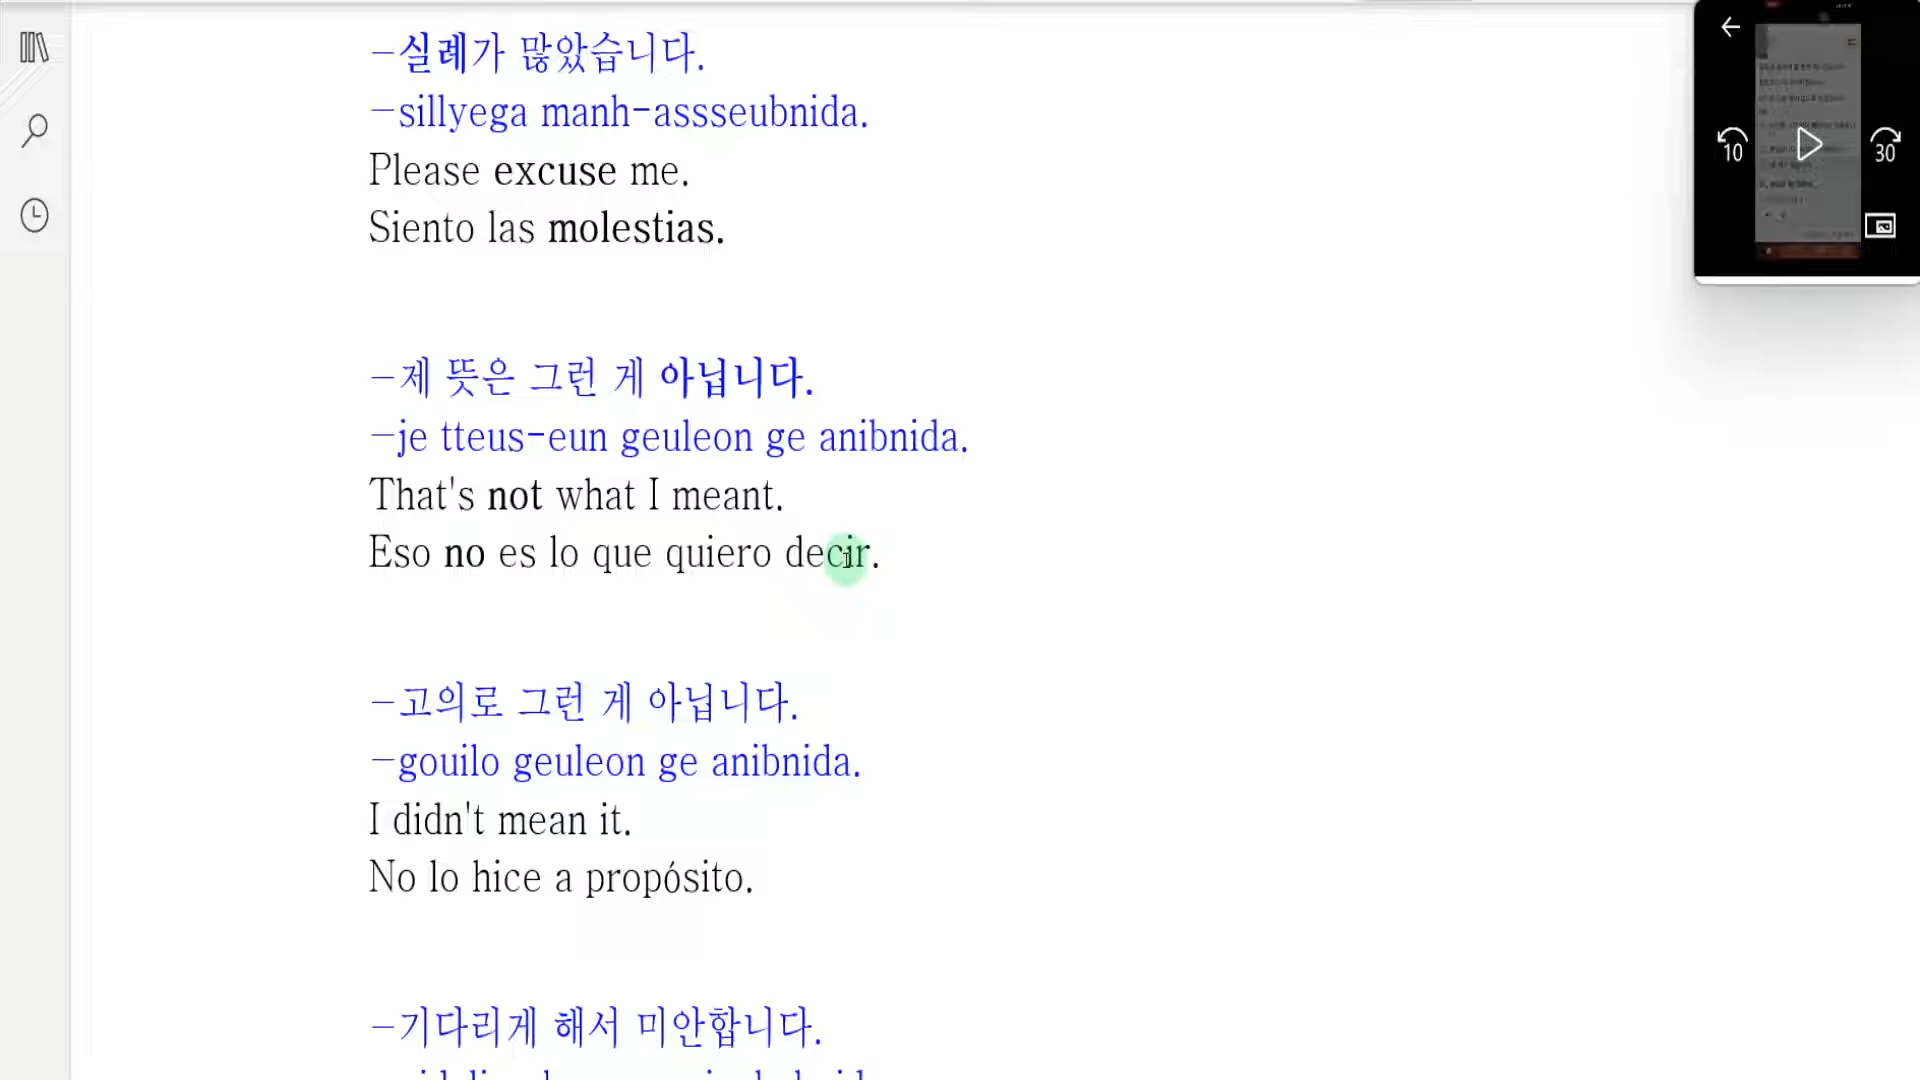 -실례가 많았습니다.
-sillyega manh-assseubnida.
Please excuse me.
Siento las molestias.
-제 뜻은 그런 게 아닙니다.
-je tteus-eun geuleon ge anibnida.
That's not what I meant.
Eso no es lo que quiero decir.
-고의로 그런 게 아닙니다.
-gouilo geuleon ge anibnida.
I didn't mean it.
No lo hice a propósito.
-기다리게 해서 미안합니다.
10
30